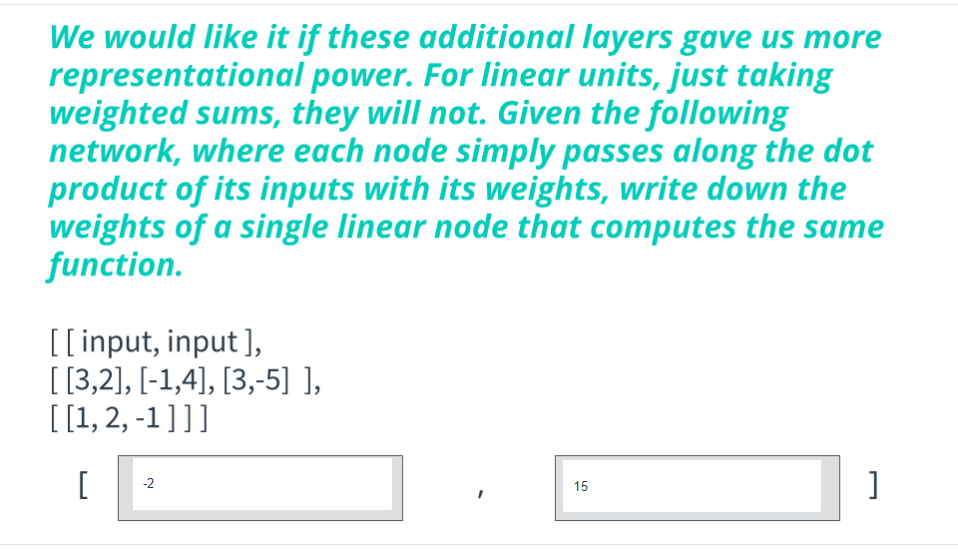 We would like it if these additional layers gave us more
representational power. For linear units, just taking
weighted sums, they will not. Given the following
network, where each node simply passes along the dot
product of its inputs with its weights, write down the
weights of a single linear node that computes the same
function.
[ [ input, input ],
[ [3,2], [-1,4], [3,-5]  ],
[ [1, 2, -1 ] ] ]
[ -2 , 15 ]